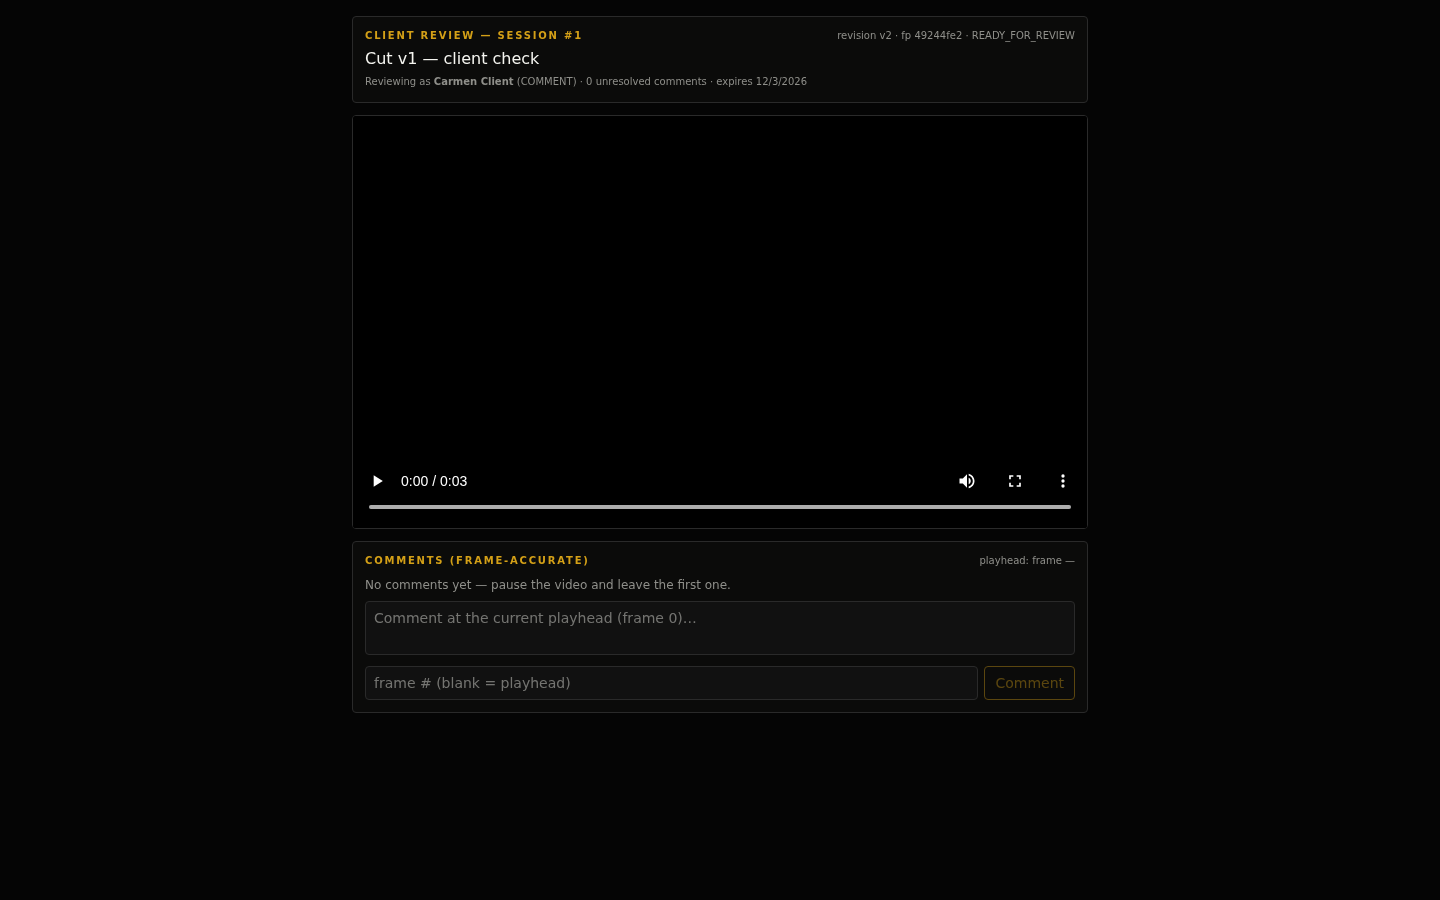 CLIENT REVIEW — SESSION #1
revision v2 · fp 49244fe2 · READY_FOR_REVIEW
Cut v1 — client check
Reviewing as Carmen Client (COMMENT) · 0 unresolved comments · expires 12/3/2026
0:00 / 0:03
COMMENTS (FRAME-ACCURATE)
playhead: frame —
No comments yet — pause the video and leave the first one.
Comment at the current playhead (frame 0)…
frame # (blank = playhead)
Comment